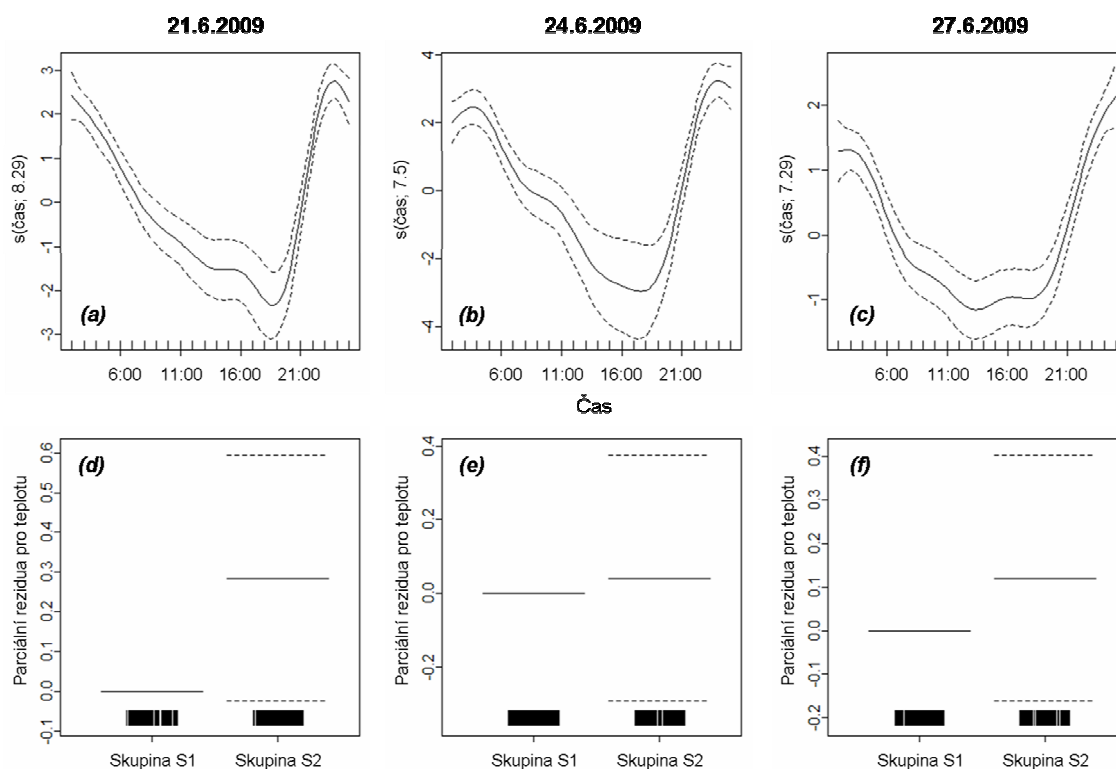 21.6.2009
24.6.2009
27.6.2009
s(čas; 8.29)
3
2
1
0
-1
-2
-3
(a)
6:00 11:00 16:00 21:00
s(čas; 7.5)
4
2
0
-2
-4
(b)
6:00 11:00 16:00 21:00
s(čas; 7.29)
2
1
0
-1
(c)
6:00 11:00 16:00 21:00
Čas
Parciální rezidua pro teplotu
0.6
0.5
0.4
0.3
0.2
0.1
0.0
-0.1
(d)
Skupina S1 Skupina S2
Parciální rezidua pro teplotu
0.4
0.2
0.0
-0.2
(e)
Skupina S1 Skupina S2
Parciální rezidua pro teplotu
0.4
0.3
0.2
0.1
0.0
-0.1
-0.2
(f)
Skupina S1 Skupina S2